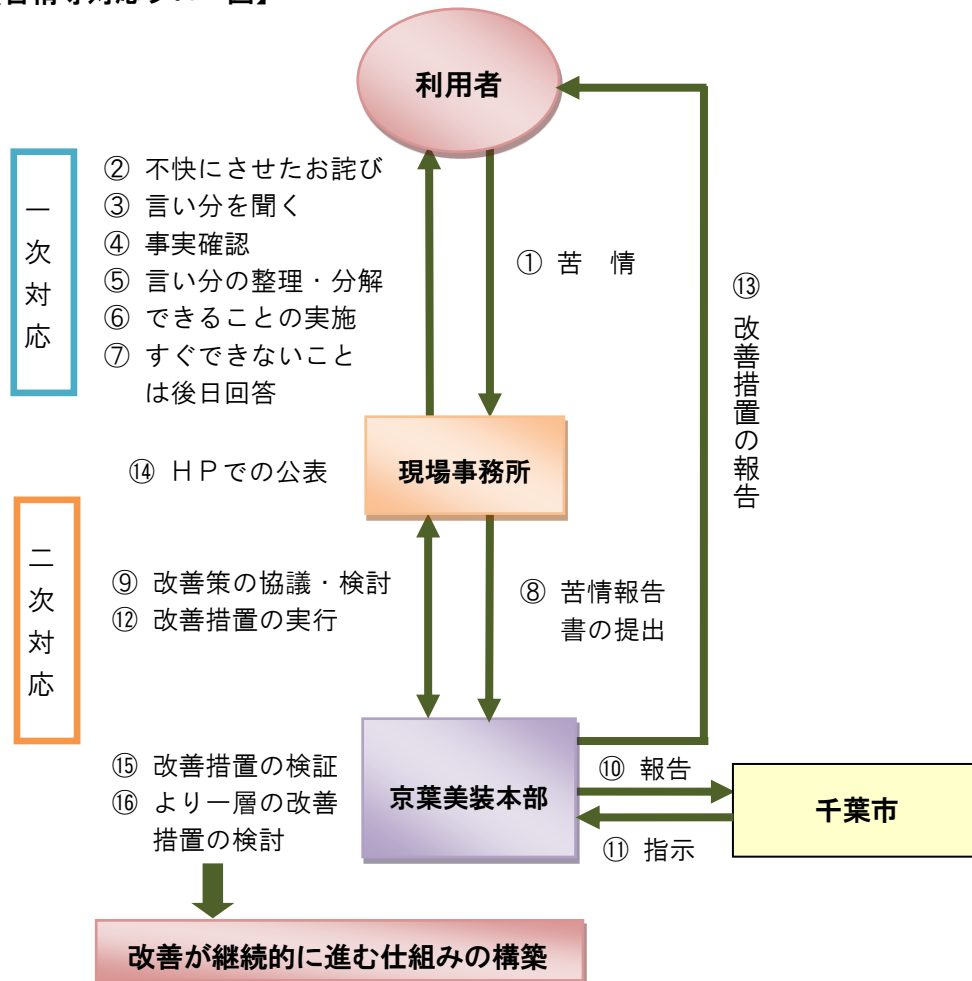 利用者
② 不快にさせたお詫び
③ 言い分を聞く
④ 事実確認
⑤ 言い分の整理・分解
⑥ できることの実施
⑦ すぐできないこと
は後日回答
一次対応
① 苦　情
⑬ 改善措置の報告
現場事務所
⑭ ＨＰでの公表
二次対応
⑨ 改善策の協議・検討
⑫ 改善措置の実行
⑧ 苦情報告
書の提出
京葉美装本部
⑩ 報告
⑪ 指示
千葉市
⑮ 改善措置の検証
⑯ より一層の改善
措置の検討
改善が継続的に進む仕組みの構築